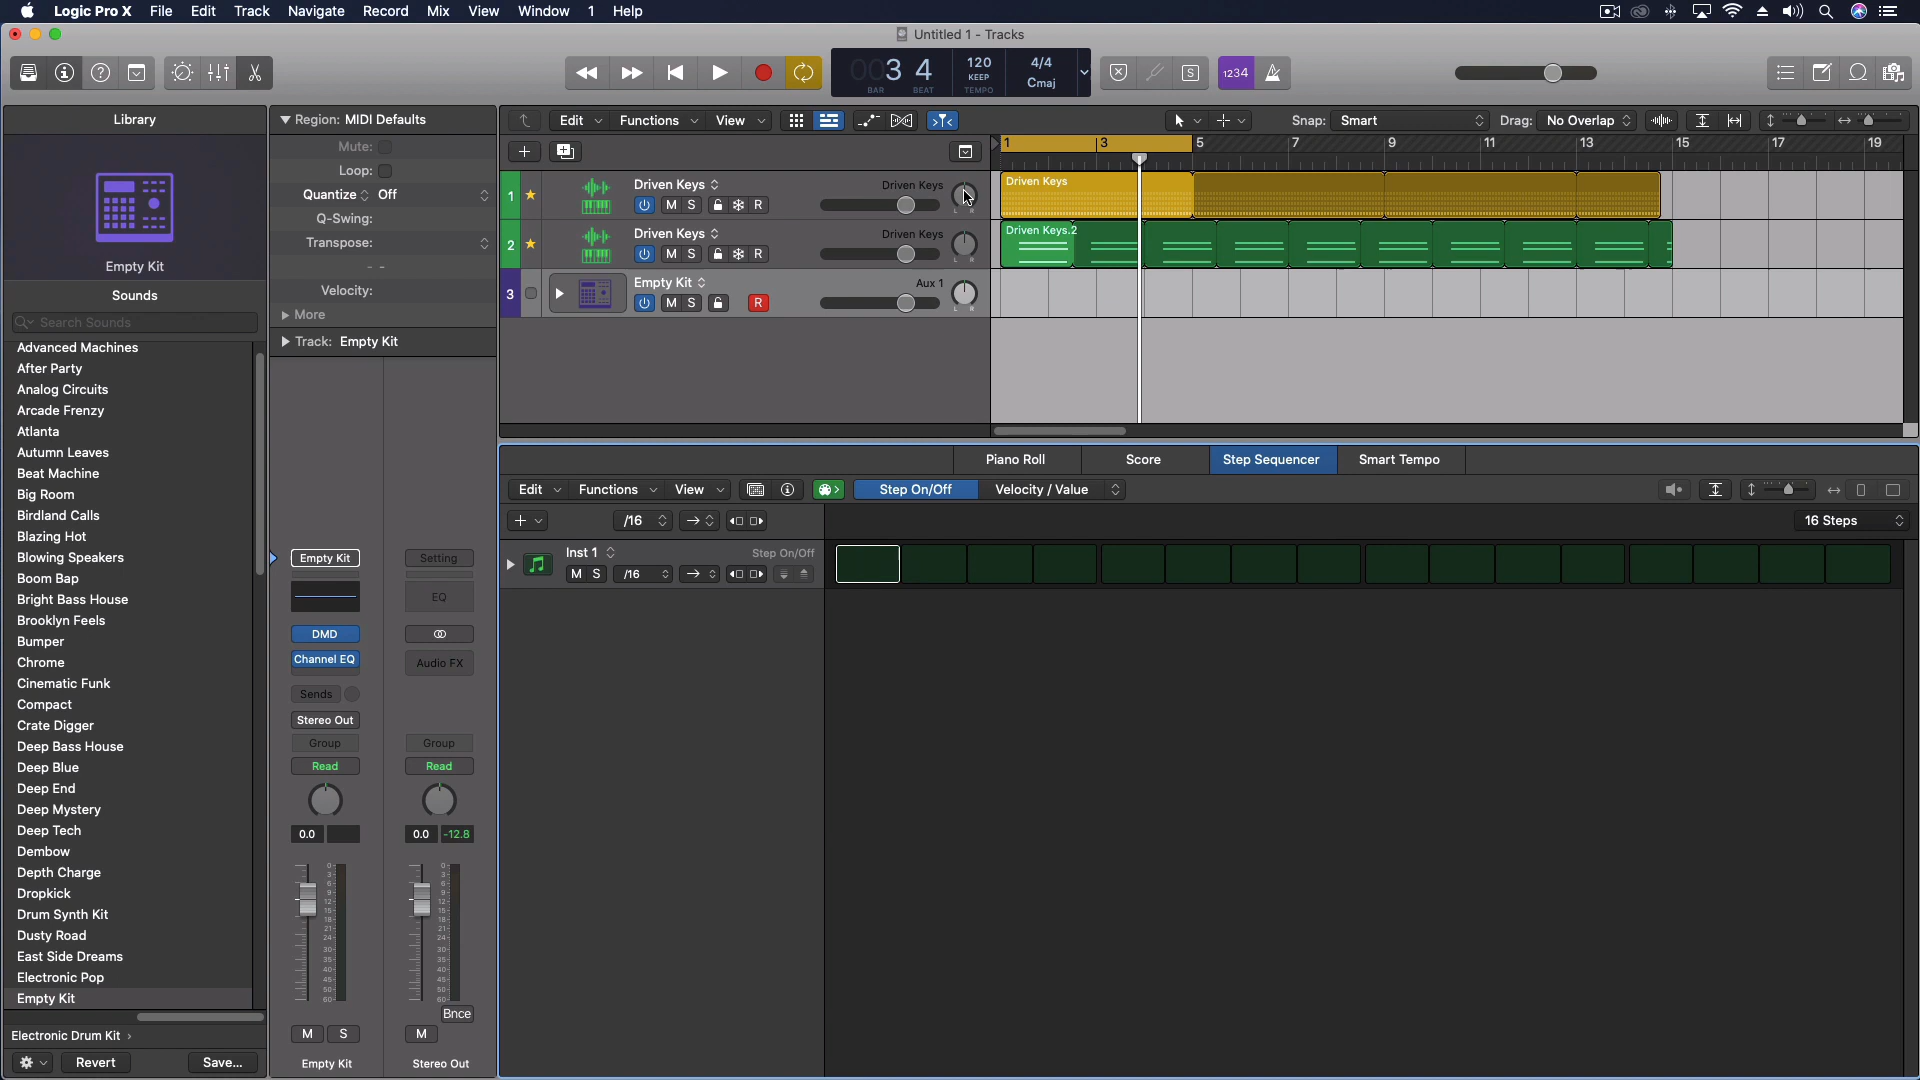 Logic Pro X File Edit Track Navigate Record Mix View Window 1 Help
Untitled 1 - Tracks
003 4
BAR BEAT
120
KEEP
TEMPO
4/4
Cmaj
S
1234
Library
Region: MIDI Defaults
Edit Functions View
Snap: Smart
Drag: No Overlap
Mute:
Loop:
Quantize Off
Q-Swing:
Transpose:
- -
Velocity:
More
Track: Empty Kit
1 3 5 7 9 11 13 15 17 19
1 Driven Keys Driven Keys
M S R L R
2 Driven Keys Driven Keys
M S R L R
3 Empty Kit Aux 1
M S R L R
Driven Keys
Driven Keys.2
Empty Kit
Sounds
Search Sounds
Advanced Machines
After Party
Analog Circuits
Arcade Frenzy
Atlanta
Autumn Leaves
Beat Machine
Big Room
Birdland Calls
Blazing Hot
Blowing Speakers
Boom Bap
Bright Bass House
Brooklyn Feels
Bumper
Chrome
Cinematic Funk
Compact
Crate Digger
Deep Bass House
Deep Blue
Deep End
Deep Mystery
Deep Tech
Dembow
Depth Charge
Dropkick
Drum Synth Kit
Dusty Road
East Side Dreams
Electronic Pop
Empty Kit
Electronic Drum Kit
Revert Save...
Empty Kit
DMD
Channel EQ
Sends
Stereo Out
Group
Read
0.0
M S
Empty Kit
Setting
EQ
Audio FX
Group
Read
0.0 -12.8
Bnce
M
Stereo Out
Piano Roll Score Step Sequencer Smart Tempo
Edit Functions View
Step On/Off Velocity / Value
/16
16 Steps
Inst 1 Step On/Off
M S /16